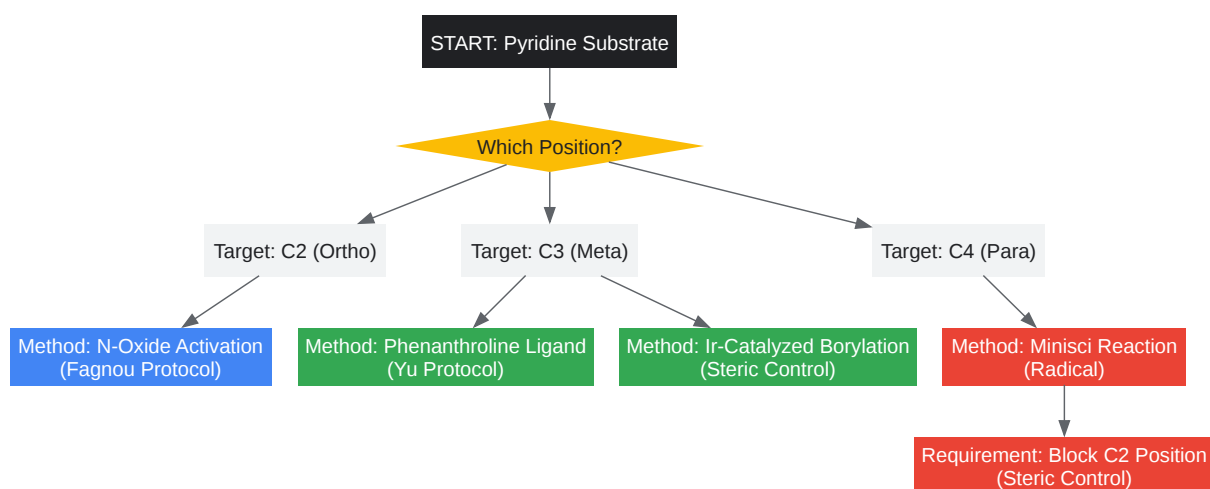 START: Pyridine Substrate
Which Position?
Target: C2 (Ortho)
Target: C3 (Meta)
Target: C4 (Para)
Method: N-Oxide Activation
(Fagnou Protocol)
Method: Phenanthroline Ligand
(Yu Protocol)
Method: Ir-Catalyzed Borylation
(Steric Control)
Method: Minisci Reaction
(Radical)
Requirement: Block C2 Position
(Steric Control)